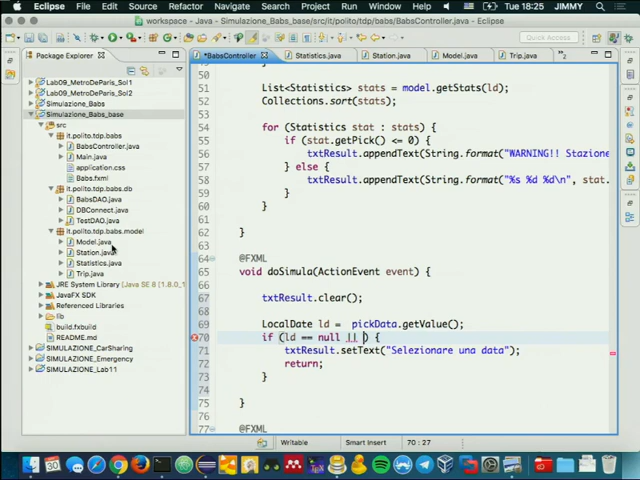 Eclipse File Edit Source Refactor Navigate Search Project Run Window Help Tue 18:25 JIMMY
workspace - Java - Simulazione_Babs_base/src/it/polito/tdp/babs/BabsController.java - Eclipse
Quick Access
Java
Package Explorer
Lab09_MetroDeParis_Sol1
Lab09_MetroDeParis_Sol2
Simulazione_Babs
Simulazione_Babs_base
src
it.polito.tdp.babs
BabsController.java
Main.java
application.css
Babs.fxml
it.polito.tdp.babs.db
BabsDAO.java
DBConnect.java
TestDAO.java
it.polito.tdp.babs.model
Model.java
Station.java
Statistics.java
Trip.java
JRE System Library [Java SE 8 [1.8.0_1
JavaFX SDK
Referenced Libraries
lib
build.fxbuild
README.md
SIMULAZIONE_CarSharing
SIMULAZIONE_Emergency
SIMULAZIONE_Lab11
*BabsController Statistics.java Station.java Model.java Trip.java »2
50
51 List<Statistics> stats = model.getStats(ld);
52 Collections.sort(stats);
53
54 for (Statistics stat : stats) {
55 if (stat.getPick() <= 0) {
56 txtResult.appendText(String.format("WARNING!! Stazione
57 } else {
58 txtResult.appendText(String.format("%s %d %d\n", stat.
59 }
60 }
61
62 }
63
64 @FXML
65 void doSimula(ActionEvent event) {
66
67 txtResult.clear();
68
69 LocalDate ld = pickData.getValue();
70 if (ld == null || ) {
71 txtResult.setText("Selezionare una data");
72 return;
73 }
74
75 }
76
77 @FXML
Writable Smart Insert 70 : 27